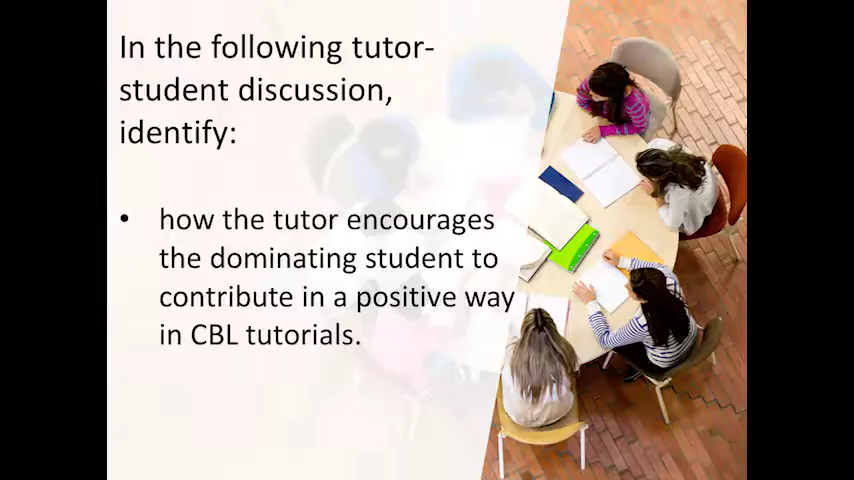 In the following tutor-
student discussion,
identify:
• how the tutor encourages
the dominating student to
contribute in a positive way
in CBL tutorials.